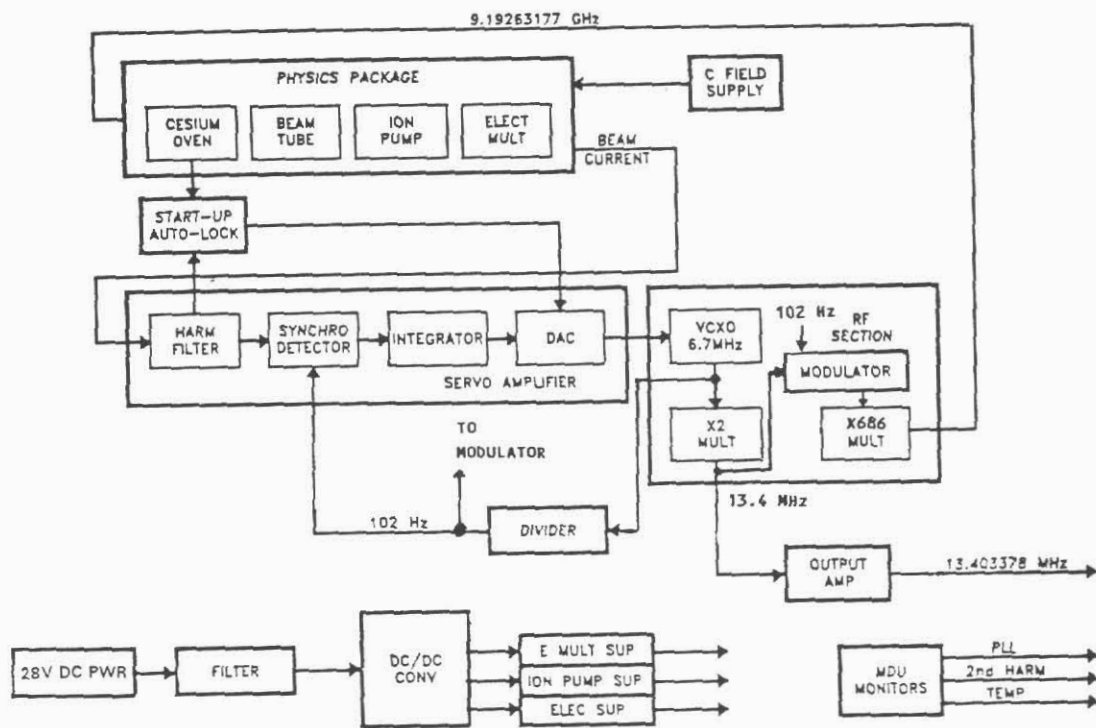 9.19263177 GHz
PHYSICS PACKAGE
C FIELD
SUPPLY
CESIUM
OVEN
BEAM
TUBE
ION
PUMP
ELECT
MULT
BEAM
CURRENT
START-UP
AUTO-LOCK
HARM
FILTER
SYNCHRO
DETECTOR
INTEGRATOR
DAC
SERVO AMPLIFIER
VCXO
6.7MHz
102 Hz
RF
SECTION
MODULATOR
X2
MULT
X686
MULT
TO
MODULATOR
13.4 MHz
102 Hz
DIVIDER
OUTPUT
AMP
13.403378 MHz
28V DC PWR
FILTER
DC/DC
CONV
E MULT SUP
ION PUMP SUP
ELEC SUP
MDU
MONITORS
PLL
2nd HARM
TEMP